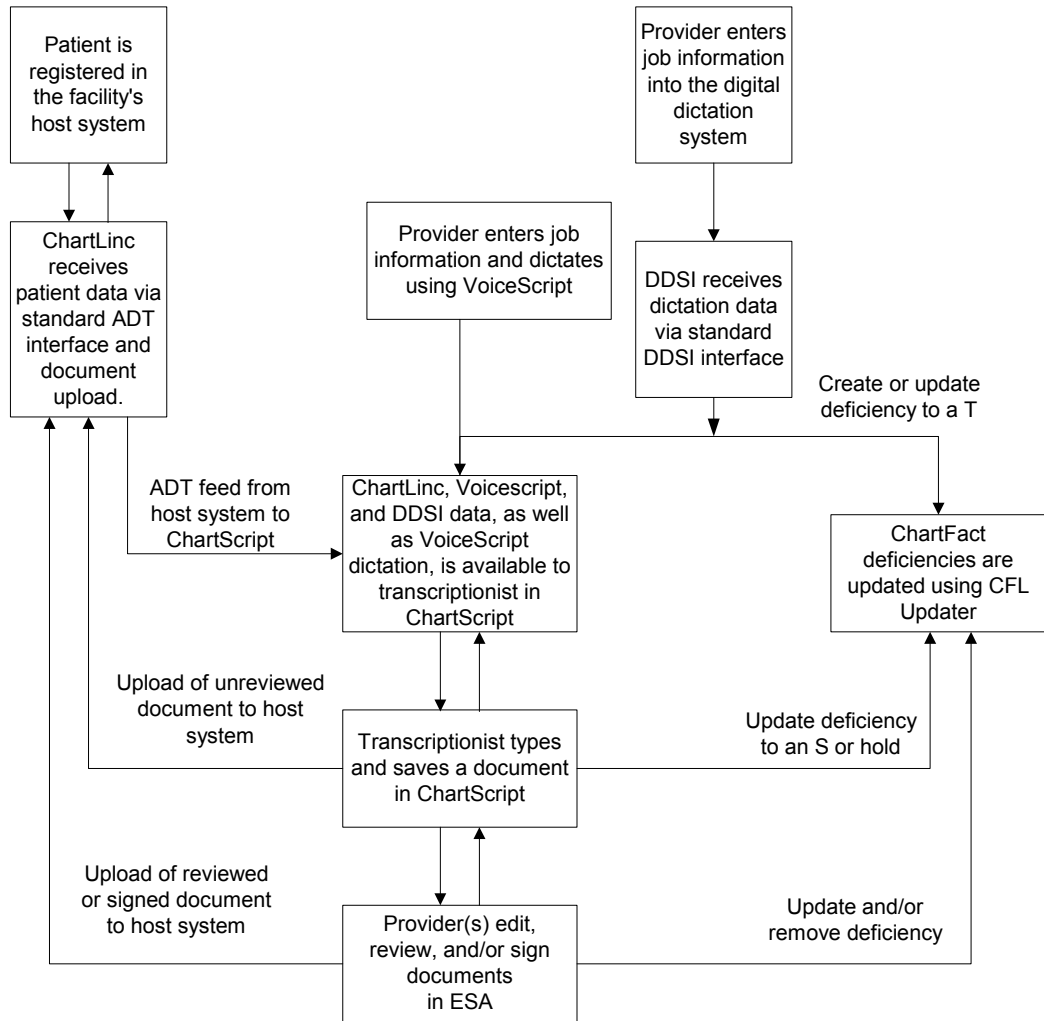 Patient is
registered in
the facility's
host system
Provider enters
job information
into the digital
dictation
system
ChartLinc
receives
patient data via
standard ADT
interface and
document
upload.
Provider enters job
information and dictates
using VoiceScript
DDSI receives
dictation data
via standard
DDSI interface
Create or update
deficiency to a T
ADT feed from
host system to
ChartScript
ChartLinc, Voicescript,
and DDSI data, as well
as VoiceScript
dictation, is available to
transcriptionist in
ChartScript
ChartFact
deficiencies are
updated using CFL
Updater
Upload of unreviewed
document to host
system
Transcriptionist types
and saves a document
in ChartScript
Update deficiency
to an S or hold
Upload of reviewed
or signed document
to host system
Provider(s) edit,
review, and/or sign
documents
in ESA
Update and/or
remove deficiency